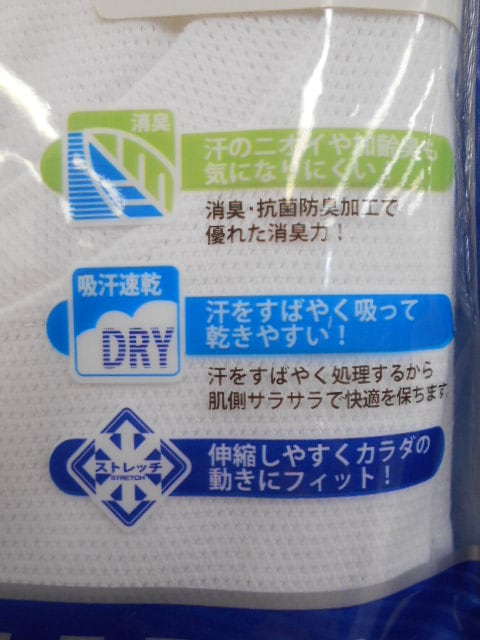 消臭
汗のニオイや加齢臭も
気になりにくい！
消臭・抗菌防臭加工で
優れた消臭力！
吸汗速乾
DRY
汗をすばやく吸って
乾きやすい！
汗をすばやく処理するから
肌側サラサラで快適を保ちます
ストレッチ
STRETCH
伸縮しやすくカラダの
動きにフィット！